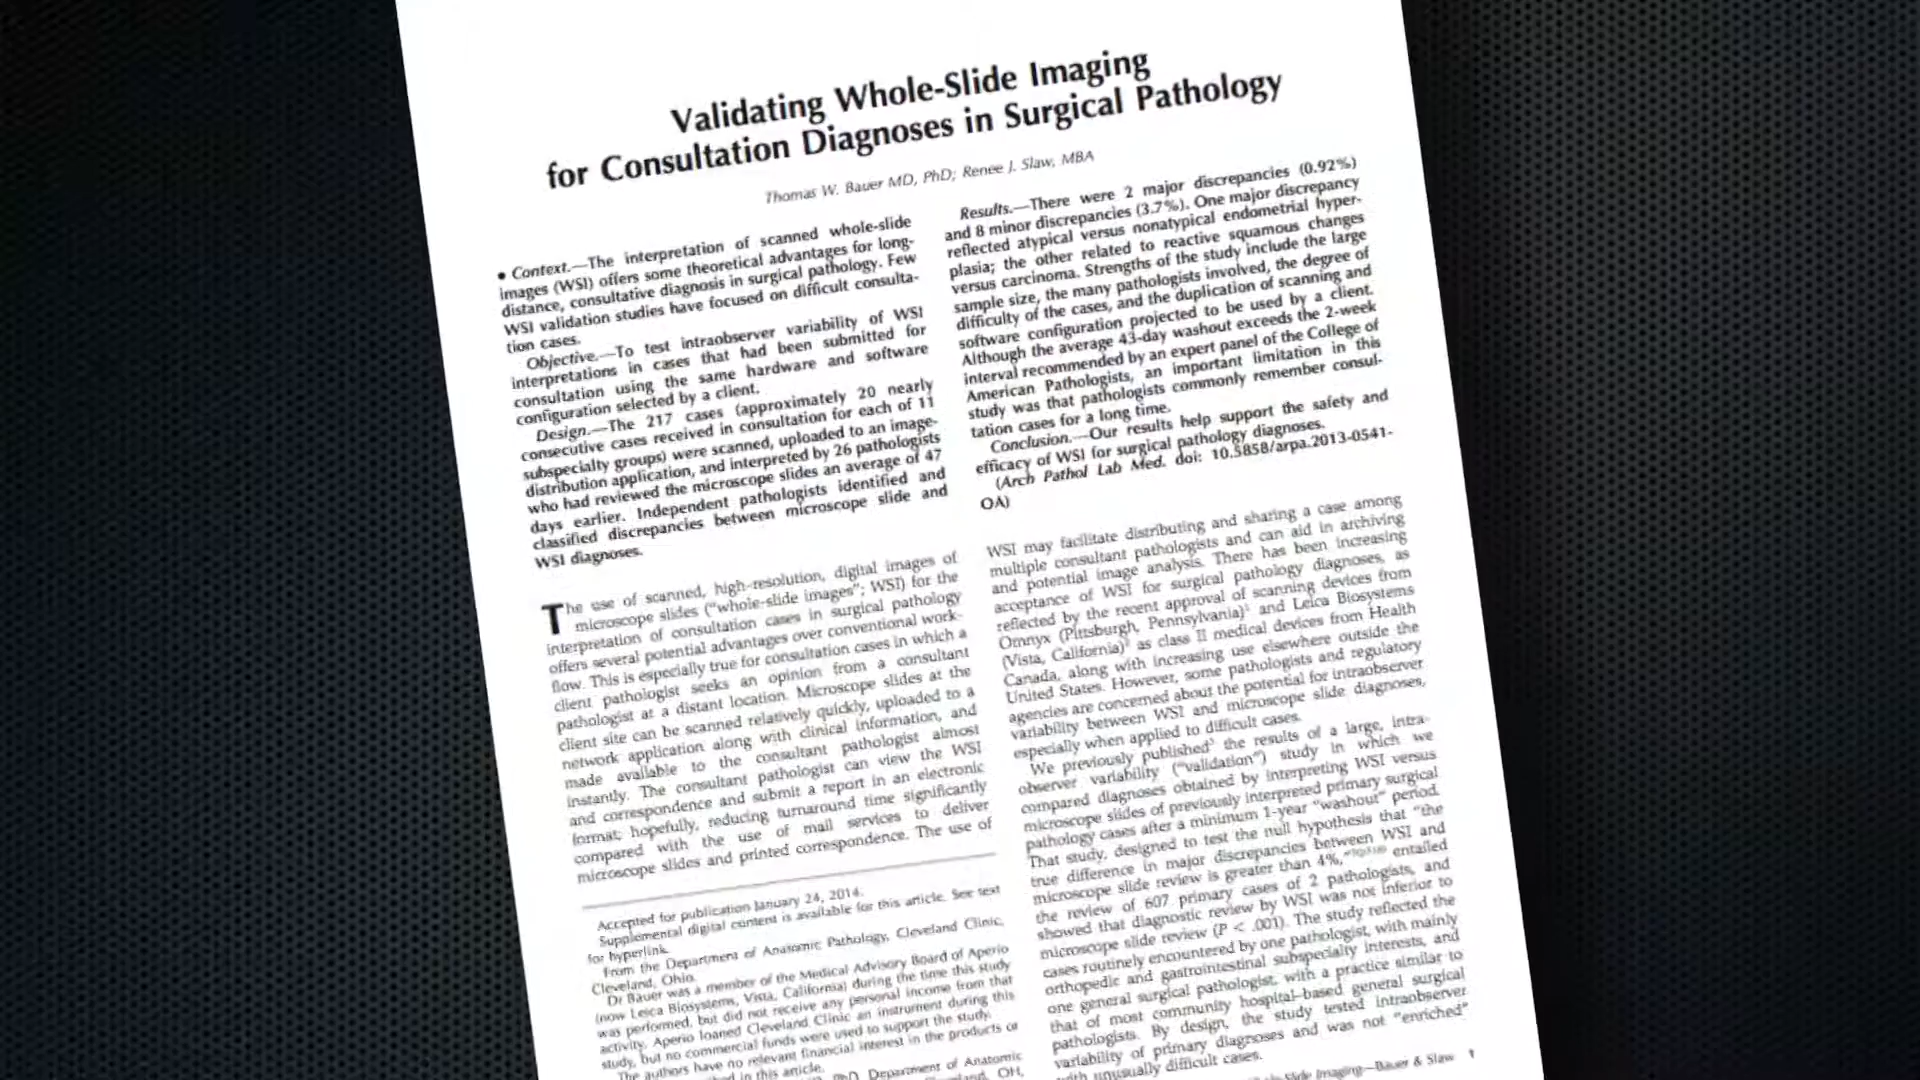 Validating Whole-Slide Imaging
for Consultation Diagnoses in Surgical Pathology
Thomas W. Bauer MD, PhD; Renee J. Slaw, MBA
● Context.—The interpretation of scanned whole-slide
images (WSI) offers some theoretical advantages for long-
distance, consultative diagnosis in surgical pathology. Few
WSI validation studies have focused on difficult consulta-
tion cases.
Objective.—To test intraobserver variability of WSI
interpretations in cases that had been submitted for
consultation using the same hardware and software
configuration selected by a client.
Design.—The 217 cases (approximately 20 nearly
consecutive cases received in consultation for each of 11
subspecialty groups) were scanned, uploaded to an image-
distribution application, and interpreted by 26 pathologists
who had reviewed the microscope slides an average of 47
days earlier. Independent pathologists identified and
classified discrepancies between microscope slide and
WSI diagnoses.
Results.—There were 2 major discrepancies (0.92%)
and 8 minor discrepancies (3.7%). One major discrepancy
reflected atypical versus nonatypical endometrial hyper-
plasia; the other related to reactive squamous changes
versus carcinoma. Strengths of the study include the large
sample size, the many pathologists involved, the degree of
difficulty of the cases, and the duplication of scanning and
software configuration projected to be used by a client.
Although the average 43-day washout exceeds the 2-week
interval recommended by an expert panel of the College of
American Pathologists, an important limitation in this
study was that pathologists commonly remember consul-
tation cases for a long time.
Conclusion.—Our results help support the safety and
efficacy of WSI for surgical pathology diagnoses.
(Arch Pathol Lab Med. doi: 10.5858/arpa.2013-0541-
OA)
The use of scanned, high-resolution, digital images of
microscope slides ("whole-slide images"; WSI) for the
interpretation of consultation cases in surgical pathology
offers several potential advantages over conventional work-
flow. This is especially true for consultation cases in which a
client pathologist seeks an opinion from a consultant
pathologist at a distant location. Microscope slides at the
client site can be scanned relatively quickly, uploaded to a
network application along with clinical information, and
made available to the consultant pathologist almost
instantly. The consultant pathologist can view the WSI
and correspondence and submit a report in an electronic
format; hopefully, reducing turnaround time significantly
compared with the use of mail services to deliver
microscope slides and printed correspondence. The use of
Accepted for publication January 24, 2014.
Supplemental digital content is available for this article. See text
for hyperlink.
From the Department of Anatomic Pathology, Cleveland Clinic,
Cleveland, Ohio.
Dr Bauer was a member of the Medical Advisory Board of Aperio
(now Leica Biosystems, Vista, California) during the time this study
was performed, but did not receive any personal income from that
activity. Aperio loaned Cleveland Clinic an instrument during this
study, but no commercial funds were used to support the study.
The authors have no relevant financial interest in the products or
in this article.
PhD, Department of Anatomic
OH,
WSI may facilitate distributing and sharing a case among
multiple consultant pathologists and can aid in archiving
and potential image analysis. There has been increasing
acceptance of WSI for surgical pathology diagnoses, as
reflected by the recent approval of scanning devices from
Omnyx (Pittsburgh, Pennsylvania)¹ and Leica Biosystems
(Vista, California)² as class II medical devices from Health
Canada, along with increasing use elsewhere outside the
United States. However, some pathologists and regulatory
agencies are concerned about the potential for intraobserver
variability between WSI and microscope slide diagnoses,
especially when applied to difficult cases.
We previously published³ the results of a large, intra-
observer variability ("validation") study in which we
compared diagnoses obtained by interpreting WSI versus
microscope slides of previously interpreted primary surgical
pathology cases after a minimum 1-year "washout" period.
That study, designed to test the null hypothesis that "the
true difference in major discrepancies between WSI and
microscope slide review is greater than 4%," entailed
the review of 607 primary cases of 2 pathologists, and
showed that diagnostic review by WSI was not inferior to
microscope slide review (P < .001). The study reflected the
cases routinely encountered by one pathologist, with mainly
orthopedic and gastrointestinal subspecialty interests, and
one general surgical pathologist, with a practice similar to
that of most community hospital–based general surgical
pathologists. By design, the study tested intraobserver
variability of primary diagnoses and was not "enriched"
with unusually difficult cases.
Slide Imaging—Bauer & Slaw 1